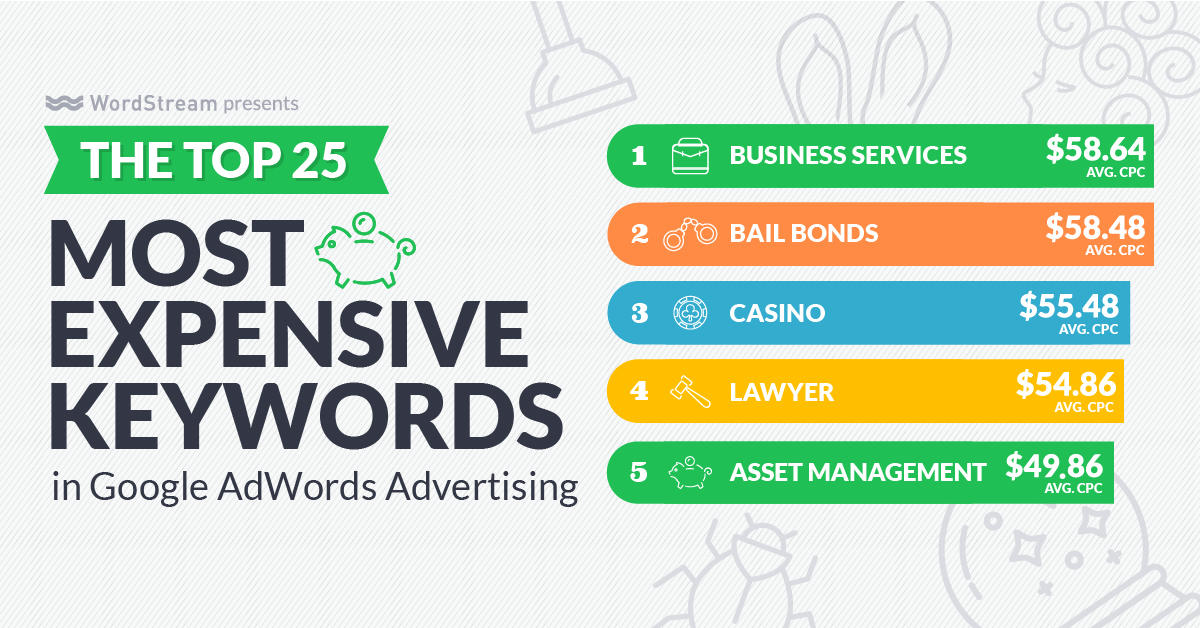 WordStream presents
THE TOP 25
MOST
EXPENSIVE
KEYWORDS
in Google AdWords Advertising
1 BUSINESS SERVICES $58.64
AVG. CPC
2 BAIL BONDS $58.48
AVG. CPC
3 CASINO $55.48
AVG. CPC
4 LAWYER $54.86
AVG. CPC
5 ASSET MANAGEMENT $49.86
AVG. CPC